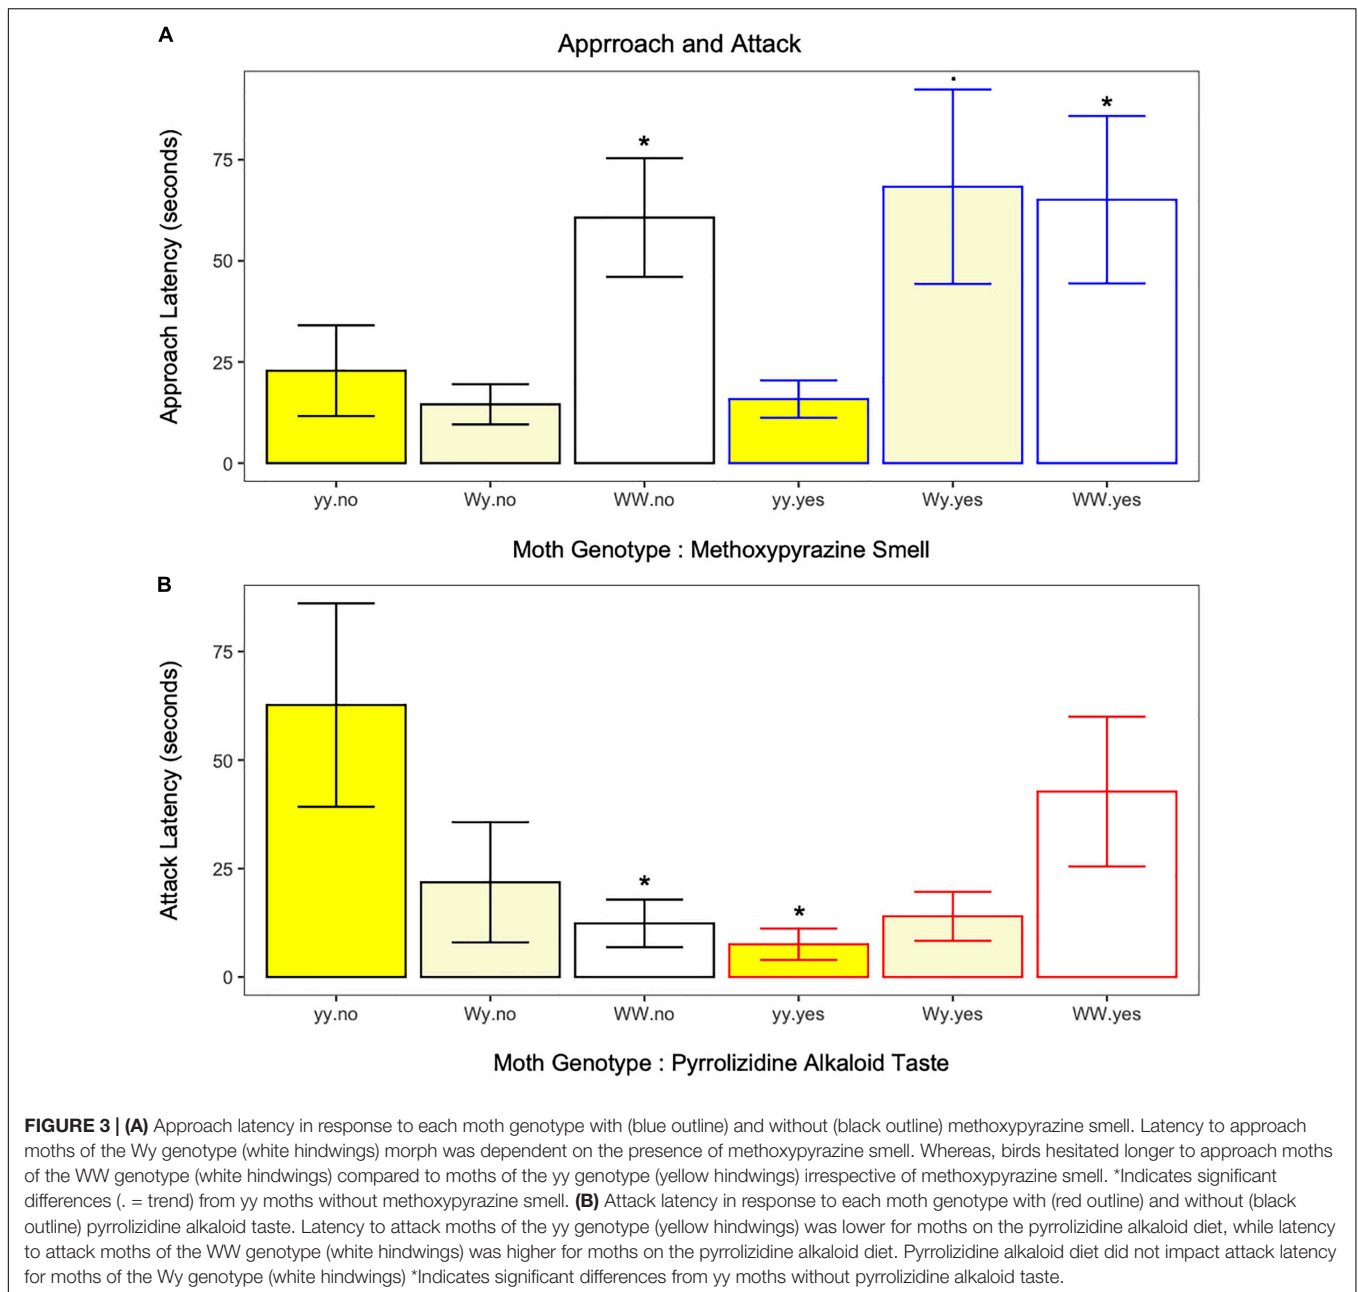 A
Apprroach and Attack
Approach Latency (seconds)
75
50
25
0
*
.
*
yy.no Wy.no WW.no yy.yes Wy.yes WW.yes
Moth Genotype : Methoxypyrazine Smell
B
Attack Latency (seconds)
75
50
25
0
*
*
yy.no Wy.no WW.no yy.yes Wy.yes WW.yes
Moth Genotype : Pyrrolizidine Alkaloid Taste
FIGURE 3 | (A) Approach latency in response to each moth genotype with (blue outline) and without (black outline) methoxypyrazine smell. Latency to approach
moths of the Wy genotype (white hindwings) morph was dependent on the presence of methoxypyrazine smell. Whereas, birds hesitated longer to approach moths
of the WW genotype (white hindwings) compared to moths of the yy genotype (yellow hindwings) irrespective of methoxypyrazine smell. *Indicates significant
differences (. = trend) from yy moths without methoxypyrazine smell. (B) Attack latency in response to each moth genotype with (red outline) and without (black
outline) pyrrolizidine alkaloid taste. Latency to attack moths of the yy genotype (yellow hindwings) was lower for moths on the pyrrolizidine alkaloid diet, while latency
to attack moths of the WW genotype (white hindwings) was higher for moths on the pyrrolizidine alkaloid diet. Pyrrolizidine alkaloid diet did not impact attack latency
for moths of the Wy genotype (white hindwings) *Indicates significant differences from yy moths without pyrrolizidine alkaloid taste.